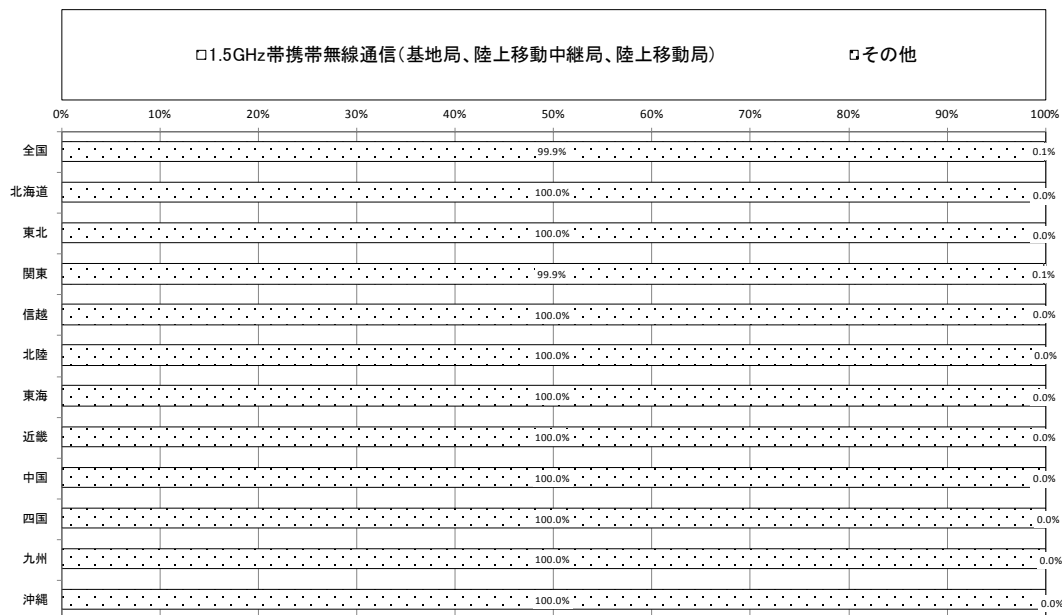 □1.5GHz帯携帯無線通信(基地局、陸上移動中継局、陸上移動局) □その他
0% 10% 20% 30% 40% 50% 60% 70% 80% 90% 100%
全国 99.9% 0.1%
北海道 100.0% 0.0%
東北 100.0% 0.0%
関東 99.9% 0.1%
信越 100.0% 0.0%
北陸 100.0% 0.0%
東海 100.0% 0.0%
近畿 100.0% 0.0%
中国 100.0% 0.0%
四国 100.0% 0.0%
九州 100.0% 0.0%
沖縄 100.0% 0.0%